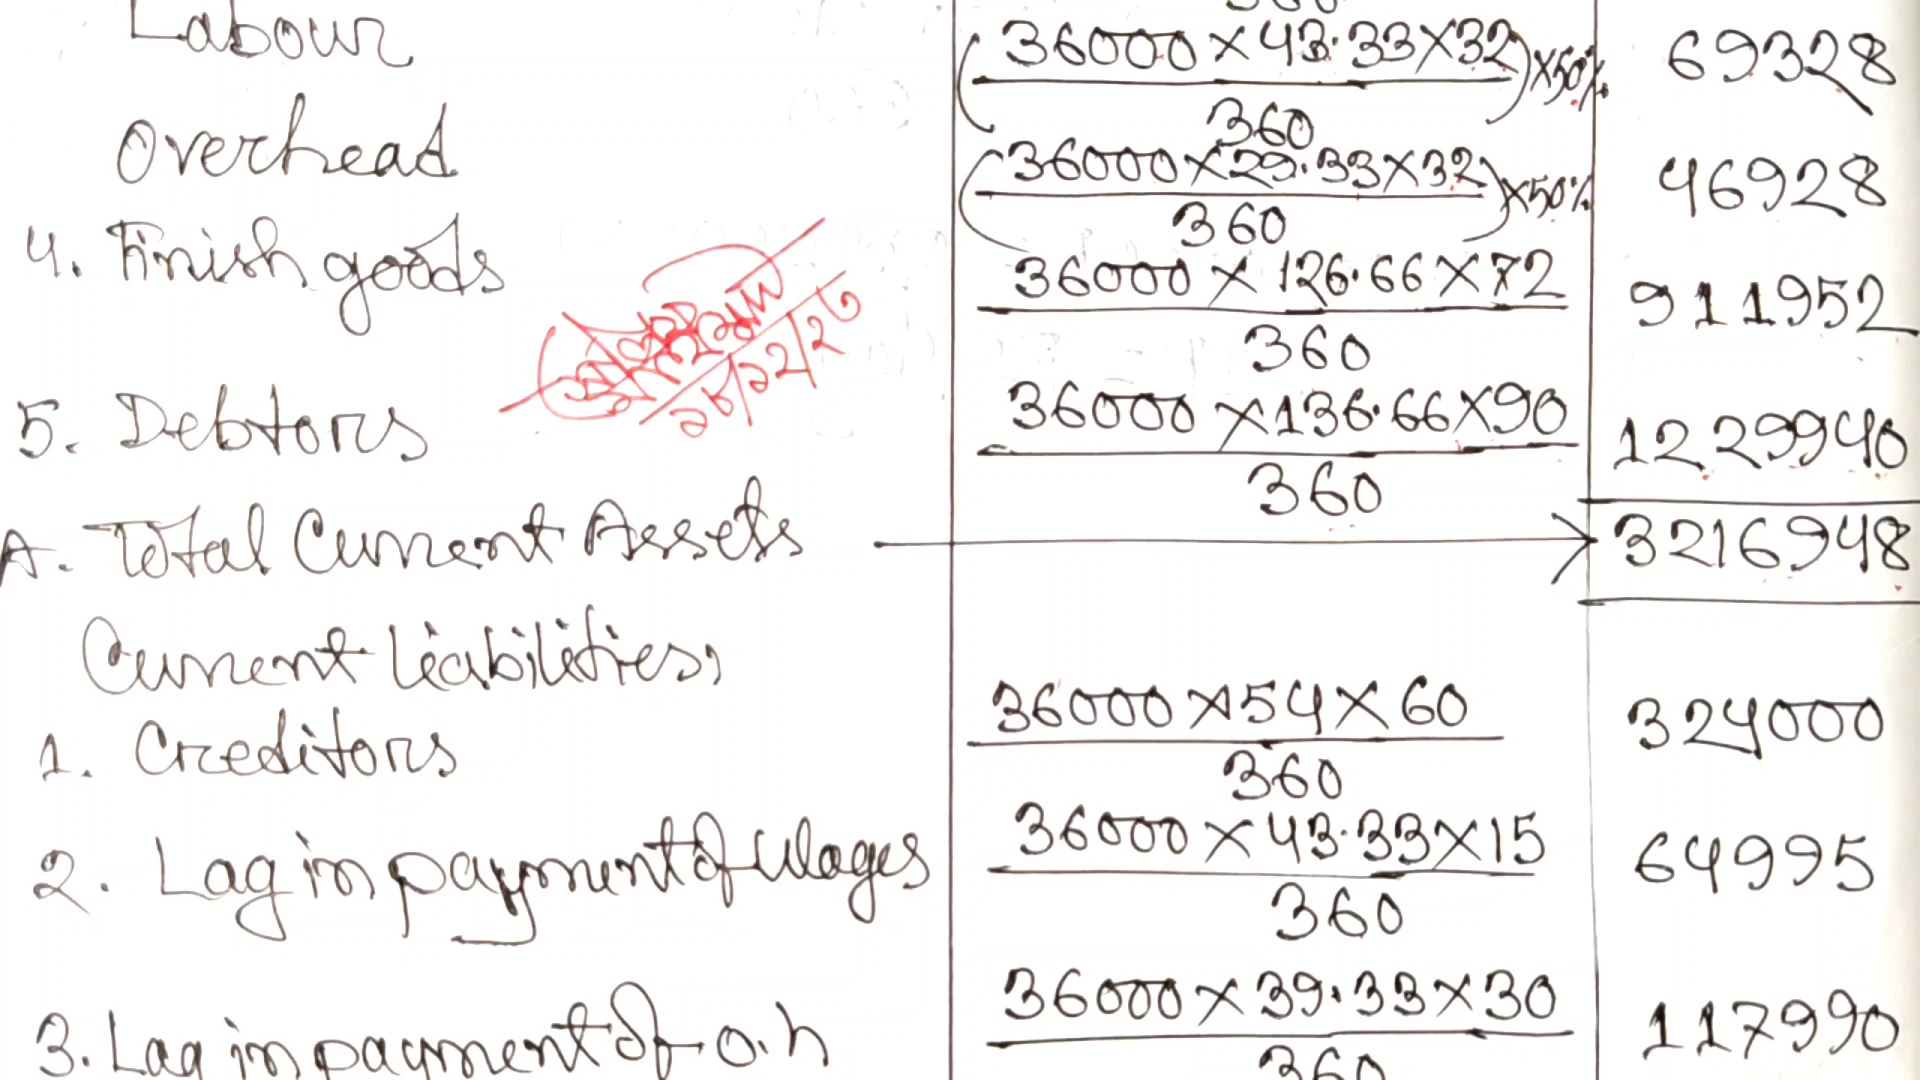 Labour (36000 × 43.33 × 32 / 360) × 50% 69328
Overhead (36000 × 29.33 × 32 / 360) × 50% 46928
4. Finish goods 36000 × 126.66 × 72 / 360 911952
5. Debtors 36000 × 136.66 × 90 / 360 1229940
A. Total Current Assets → 3216948
Current liabilities,
1. Creditors 36000 × 54 × 60 / 360 324000
2. Lag in payment of Wages 36000 × 43.33 × 15 / 360 64995
3. Lag in payment of o.h 36000 × 39.33 × 30 / 360 117990